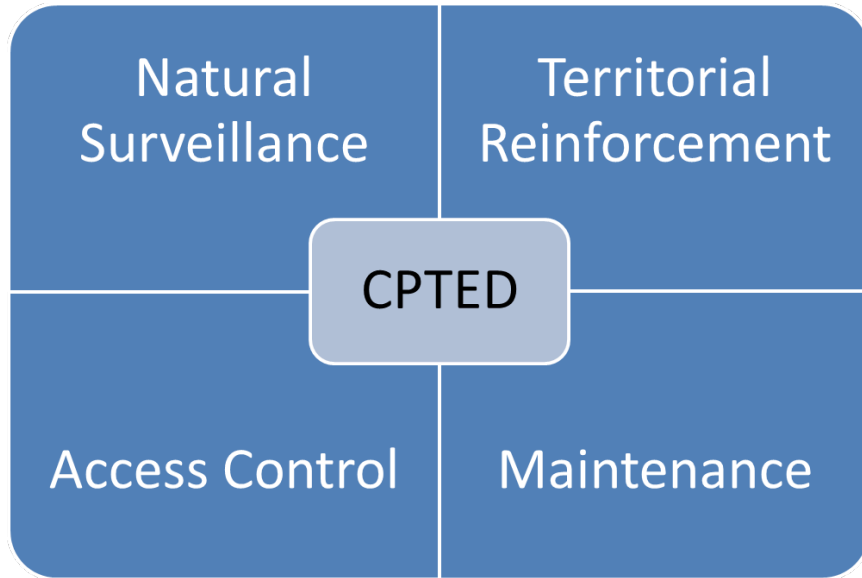 Natural
Surveillance
Territorial
Reinforcement
CPTED
Access Control
Maintenance